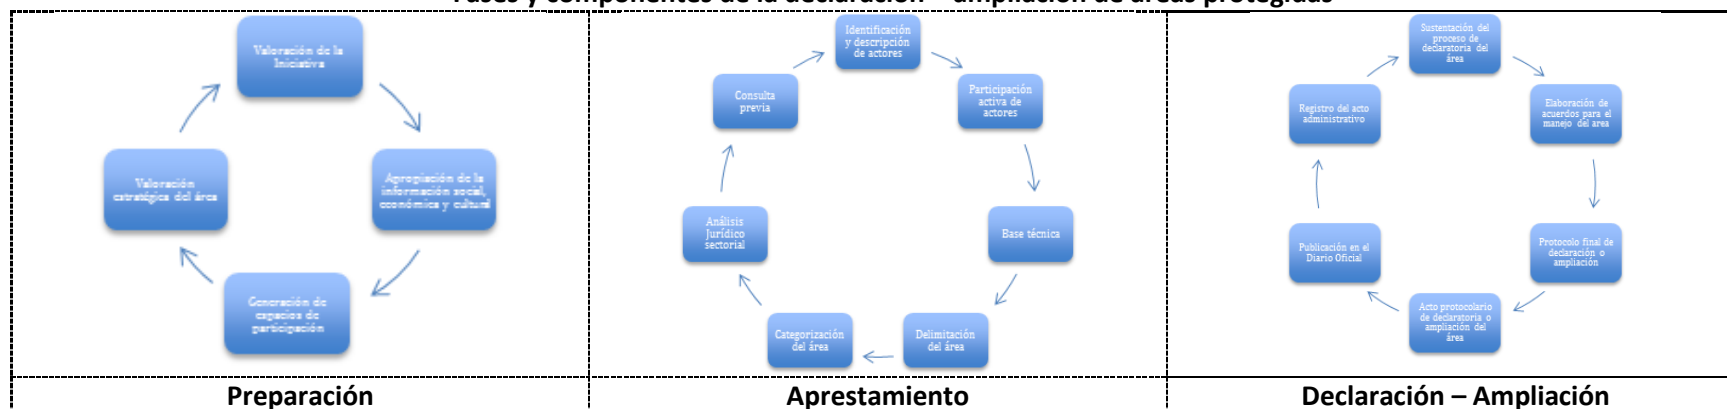 Fases y componentes de la declaración – ampliación de áreas protegidas
Valoración de la
Iniciativa
Apropiación de la
información social,
económica y cultural
Generación de
espacios de
participación
Valoración
estratégica del área
Preparación
Identificación
y descripción
de actores
Participación
activa de
actores
Base técnica
Delimitación
del área
Categorización
del área
Análisis
Jurídico
sectorial
Consulta
previa
Aprestamiento
Sustentación del
proceso de
declaratoria del
área
Elaboración de
acuerdos para el
manejo del area
Protocolo final de
declaración o
ampliación
Acto protocolario
de declaratoria o
ampliación del
área
Publicación en el
Diario Oficial
Registro del acto
administrativo
Declaración – Ampliación